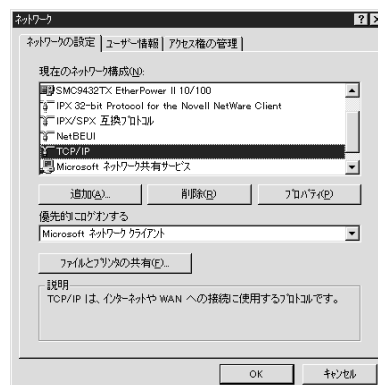 ネットワーク
ネットワークの設定 ユーザー情報 アクセス権の管理
現在のネットワーク構成(N):
SMC9432TX EtherPower II 10/100
IPX 32-bit Protocol for the Novell NetWare Client
IPX/SPX 互換プロトコル
NetBEUI
TCP/IP
Microsoft ネットワーク共有サービス
追加(A)... 削除(R) プロパティ(P)
優先的にログオンする
Microsoft ネットワーク クライアント
ファイルとプリンタの共有(F)...
説明
TCP/IP は、インターネットや WAN への接続に使用するプロトコルです。
OK キャンセル